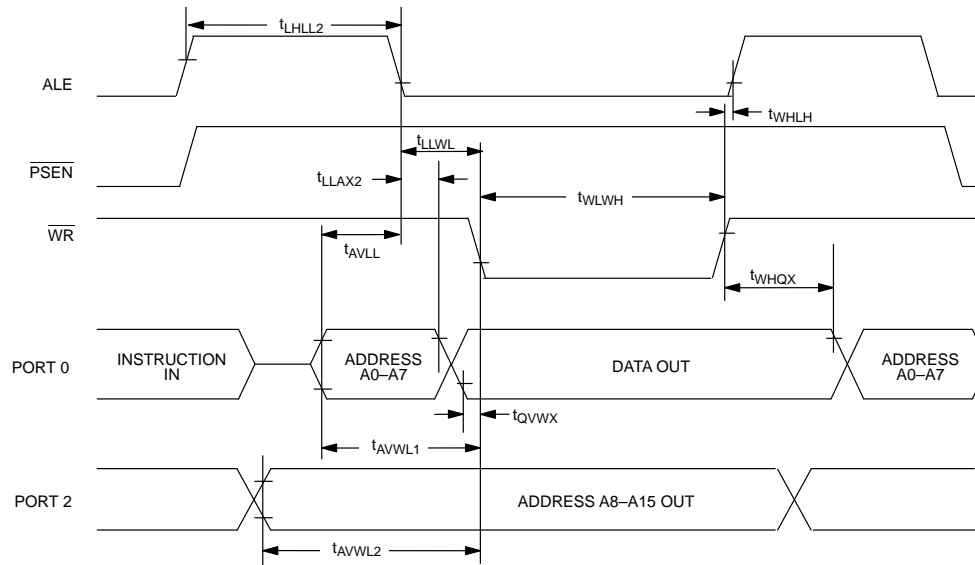 tLHLL2
ALE
tWHLH
tLLWL
PSEN
tLLAX2
tWLWH
WR
tAVLL
tWHQX
PORT 0
INSTRUCTION
IN
ADDRESS
A0–A7
DATA OUT
ADDRESS
A0–A7
tQVWX
tAVWL1
PORT 2
ADDRESS A8–A15 OUT
tAVWL2